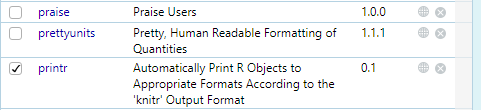 praise Praise Users 1.0.0
prettyunits Pretty, Human Readable Formatting of 1.1.1
Quantities
printr Automatically Print R Objects to 0.1
Appropriate Formats According to the
'knitr' Output Format